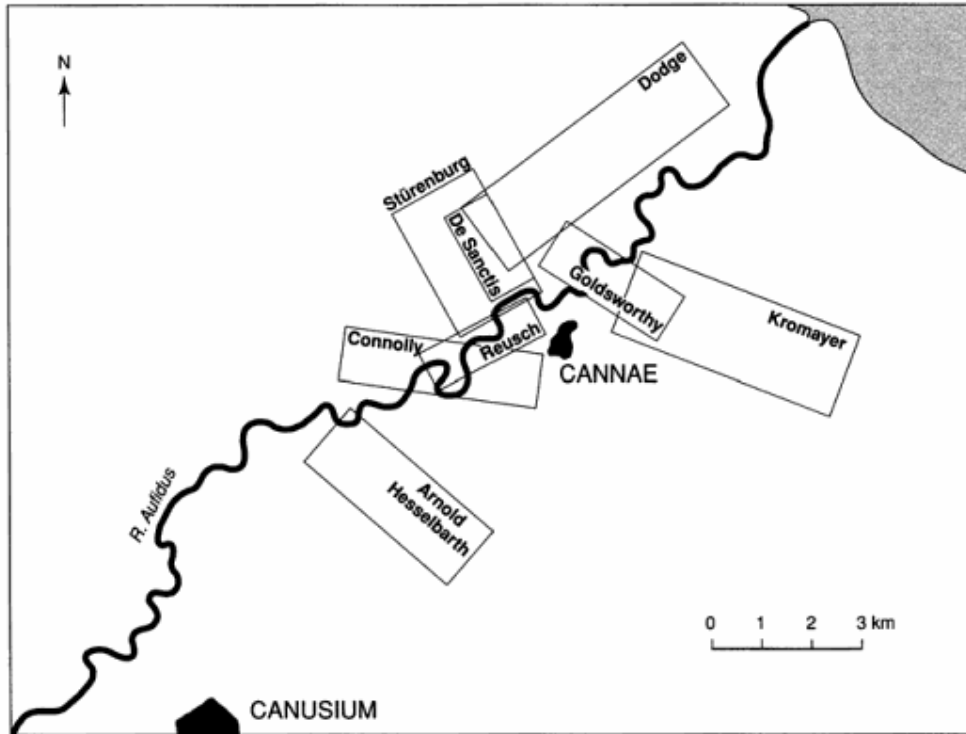 N
Dodge
Stürenburg
De Sanctis
Goldsworthy
Kromayer
Connolly
Reusch
CANNAE
R. Aufidus
Arnold
Hesselbarth
0 1 2 3 km
CANUSIUM